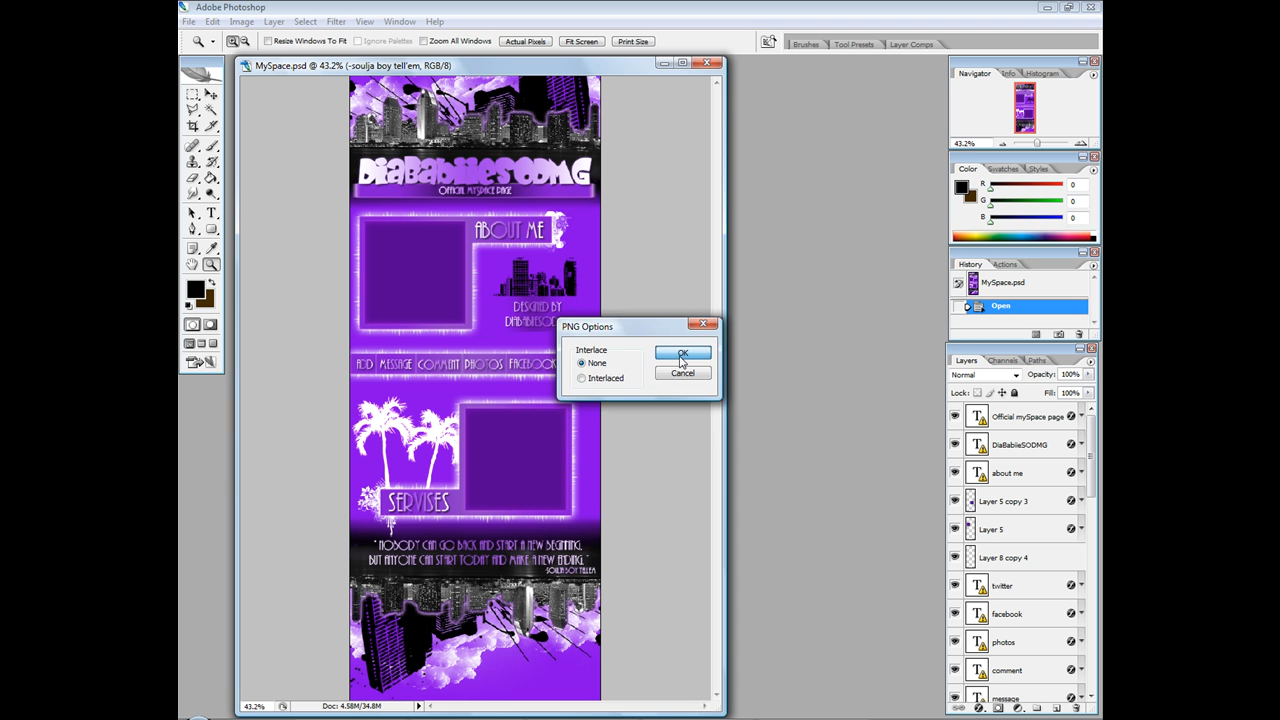 Adobe Photoshop
File Edit Image Layer Select Filter View Window Help
Resize Windows To Fit Ignore Palettes Zoom All Windows Actual Pixels Fit Screen Print Size Brushes Tool Presets Layer Comps
MySpace.psd @ 43.2% (-soulja boy tell'em, RGB/8)
DiaBabiiesODMG
Official mySpace page
About me
Designed by
ADD MESSAGE COMMENT PHOTOS FACEBOOK
SERVISES
" NOBODY CAN GO BACK AND START A NEW BEGINNING,
BUT ANYONE CAN START TODAY AND MAKE A NEW ENDING. "
-SOULJA BOY TELL'EM
43.2% Doc: 4.58M/34.8M
PNG Options
Interlace
None
Interlaced
OK
Cancel
Navigator Info Histogram
43.2%
Color Swatches Styles
R 0
G 0
B 0
History Actions
MySpace.psd
Open
Layers Channels Paths
Normal Opacity: 100%
Lock: Fill: 100%
Official mySpace page
DiaBabiieSODMG
about me
Layer 5 copy 3
Layer 5
Layer 8 copy 4
twitter
facebook
photos
comment
message